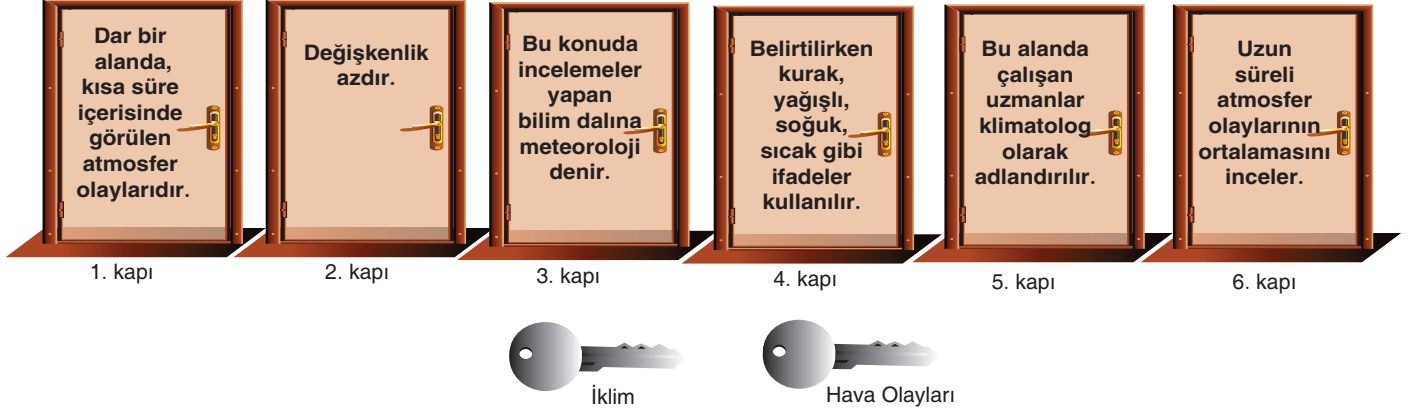 Dar bir
alanda,
kısa süre
içerisinde
görülen
atmosfer
olaylarıdır.
Değişkenlik
azdır.
Bu konuda
incelemeler
yapan
bilim dalına
meteoroloji
denir.
Belirtilirken
kurak,
yağışlı,
soğuk,
sıcak gibi
ifadeler
kullanılır.
Bu alanda
çalışan
uzmanlar
klimatolog
olarak
adlandırılır.
Uzun
süreli
atmosfer
olaylarının
ortalamasını
inceler.
1. kapı
2. kapı
3. kapı
4. kapı
5. kapı
6. kapı
İklim
Hava Olayları